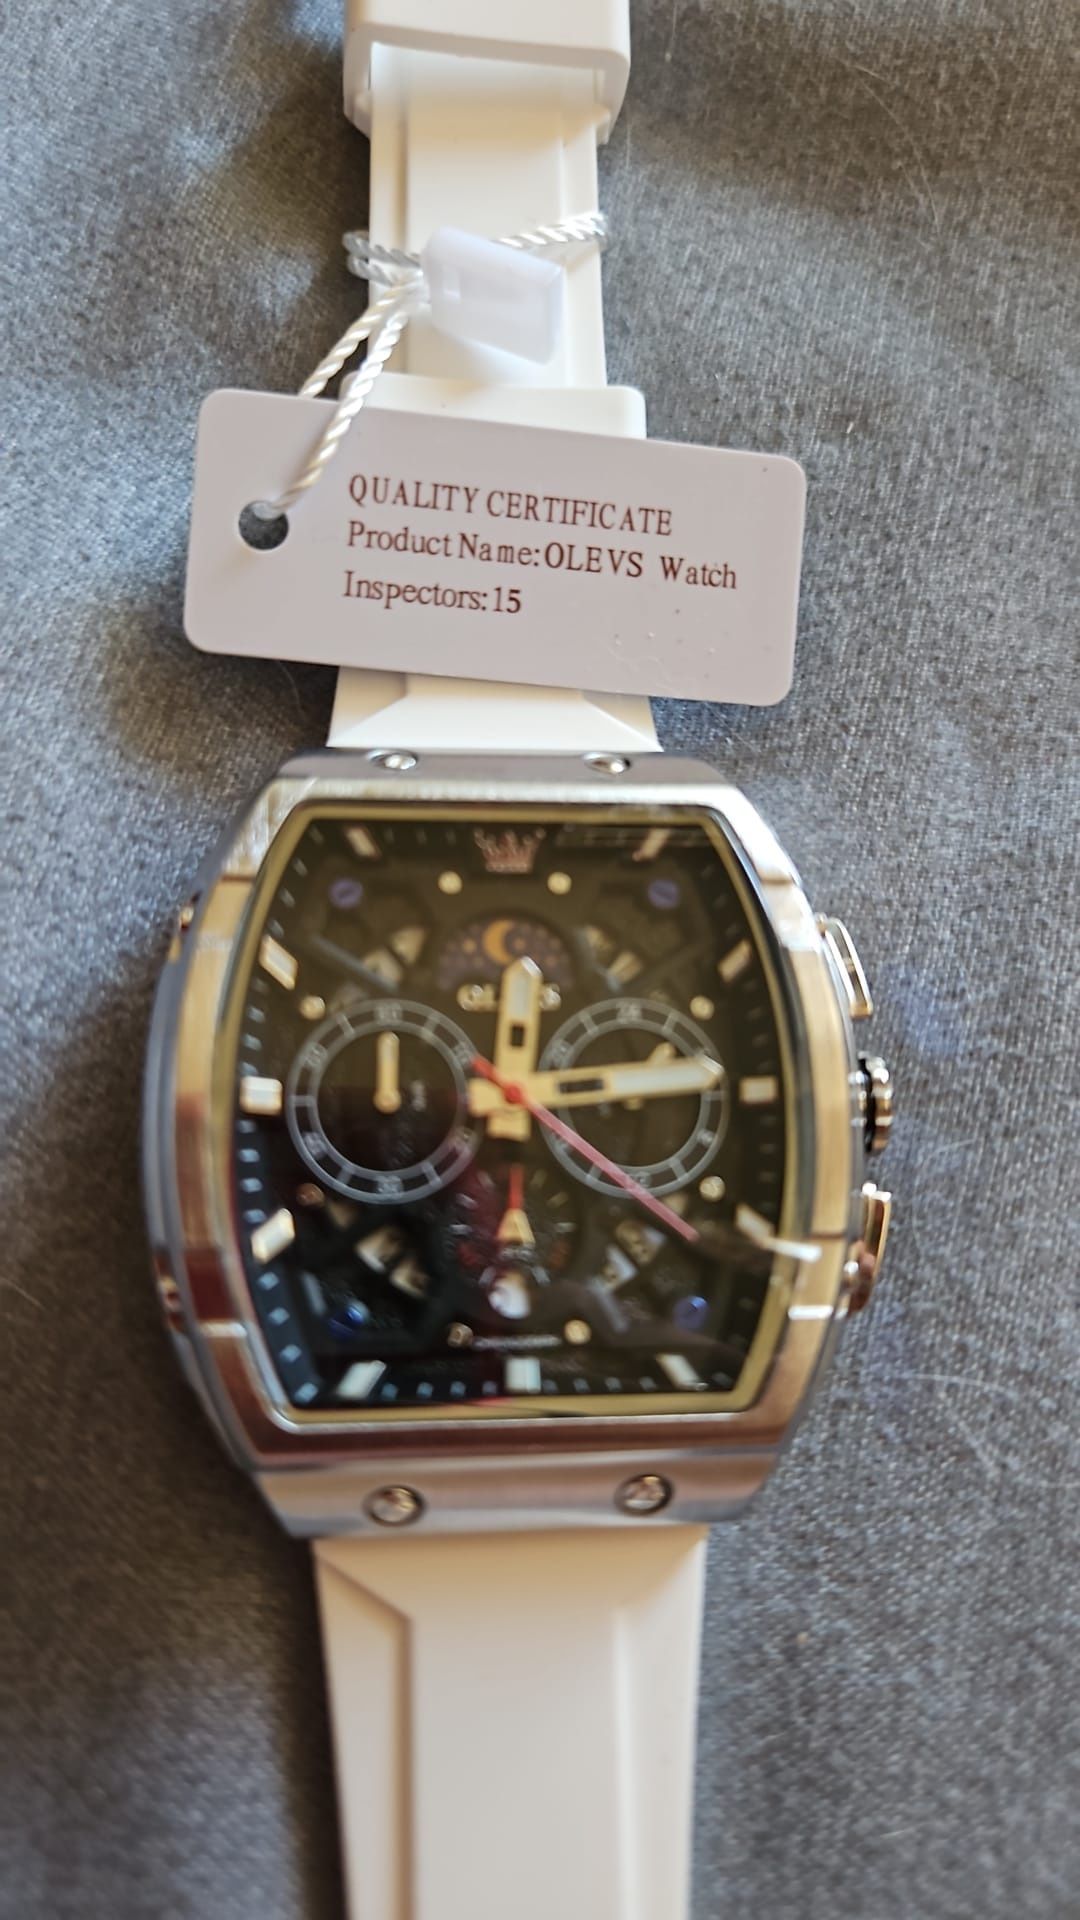 QUALITY CERTIFICATE
Product Name:OLEVS Watch
Inspectors:15